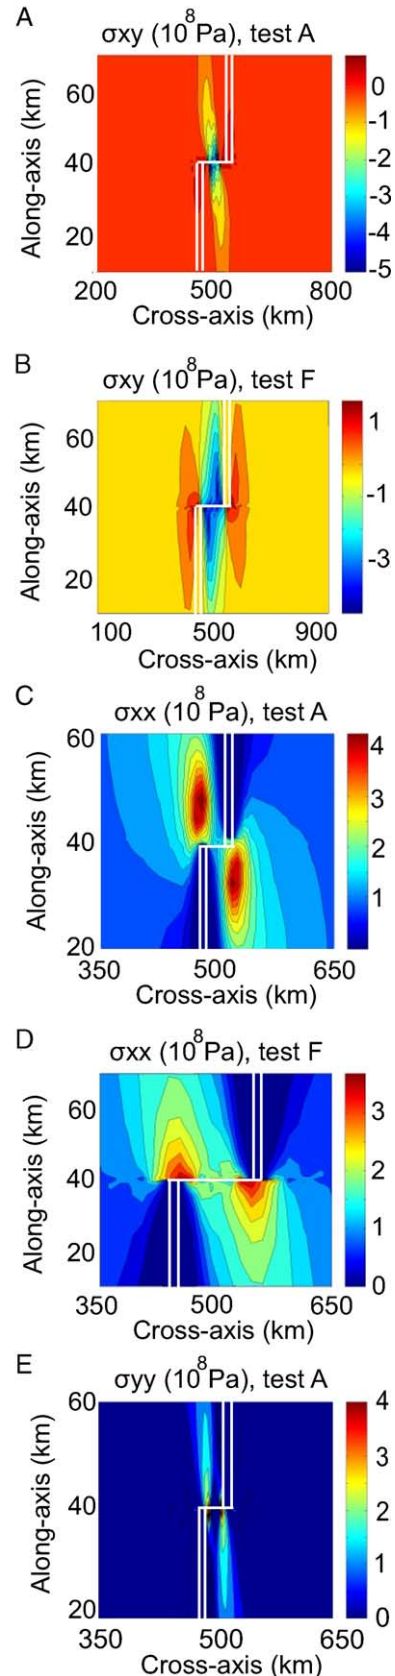 A
σxy (10⁸Pa), test A
Along-axis (km)
60
40
20
0
-1
-2
-3
-4
-5
200 500 800
Cross-axis (km)
B
σxy (10⁸Pa), test F
Along-axis (km)
60
40
20
1
-1
-3
100 500 900
Cross-axis (km)
C
σxx (10⁸Pa), test A
Along-axis (km)
60
40
20
4
3
2
1
350 500 650
Cross-axis (km)
D
σxx (10⁸Pa), test F
Along-axis (km)
60
40
20
3
2
1
0
350 500 650
Cross-axis (km)
E
σyy (10⁸Pa), test A
Along-axis (km)
60
40
20
4
3
2
1
0
350 500 640
Cross-axis (km)